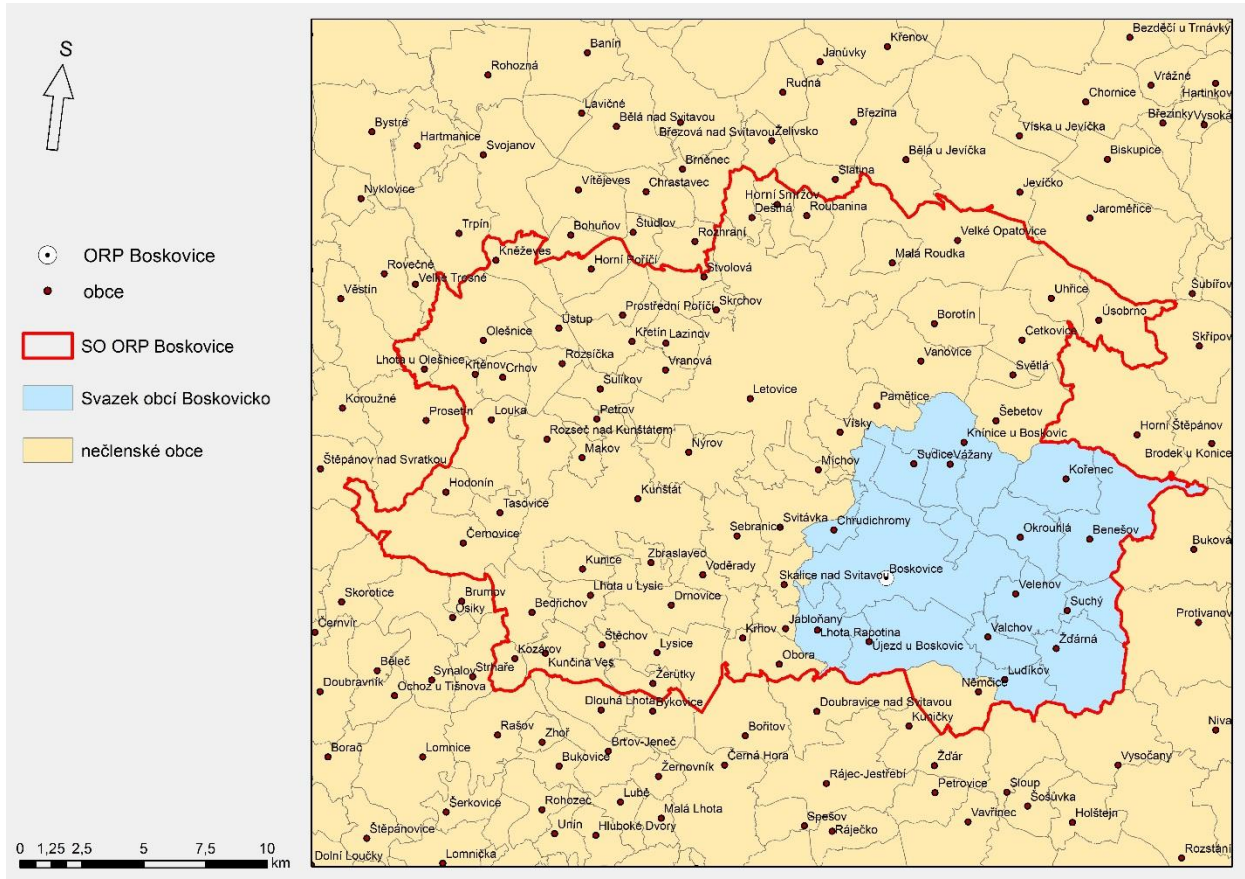 S
ORP Boskovice
obce
SO ORP Boskovice
Svazek obcí Boskovicko
nečlenské obce
0 1,25 2,5 5 7,5 10
km
Banín
Křenov
Bezděčí u Trnávky
Janůvky
Rohozná
Rudná
Vrážné
Chornice
Hartinkov
Lavičné
Bělá nad Svitavou
Březina
Březinky
Vysoká
Bystré
Hartmanice
Březová nad Svitavou
Želivsko
Víska u Jevíčka
Svojanov
Brněnec
Bělá u Jevíčka
Biskupice
Slatina
Nyklovice
Vítějeves
Chrastavec
Horní Smržov
Jevíčko
Deštná
Roubanina
Jaroměřice
Trpín
Bohuňov
Študlov
Rozhraní
Velké Opatovice
Kněževes
Horní Poříčí
Malá Roudka
Rovečné
Velké Tresné
Stvolová
Věstín
Uhřice
Šubířov
Prostřední Poříčí
Skrchov
Úsobrno
Ústup
Borotín
Olešnice
Křetín
Lazinov
Cetkovice
Skřípov
Lhota u Olešnice
Křtěnov
Crhov
Rozsíčka
Vranová
Vanovice
Světlá
Sulíkov
Letovice
Pamětice
Koroužné
Prosetín
Louka
Petrov
Šebetov
Rozseč nad Kunštátem
Vísky
Horní Štěpánov
Makov
Nýrov
Knínice u Boskovic
Brodek u Konice
Štěpánov nad Svratkou
Míchov
Sudice
Vážany
Kořenec
Hodonín
Kunštát
Tasovice
Sebranice
Svitávka
Chrudichromy
Okrouhlá
Benešov
Černovice
Buková
Kunice
Zbraslavec
Voděrady
Skalice nad Svitavou
Boskovice
Velenov
Skorotice
Brumov
Lhota u Lysic
Drnovice
Suchý
Osiky
Bedřichov
Protivanov
Černvír
Krhov
Jabloňany
Lhota Rapotina
Valchov
Štěchov
Lysice
Újezd u Boskovic
Žďárná
Běleč
Synalov
Strhaře
Kozárov
Kunčina Ves
Obora
Ludíkov
Doubravník
Ochoz u Tišnova
Žerůtky
Němčice
Dlouhá Lhota
Býkovice
Doubravice nad Svitavou
Kuničky
Niva
Rašov
Zhoř
Bořitov
Borač
Lomnice
Brťov-Jeneč
Bukovice
Černá Hora
Žďár
Vysočany
Žernovník
Rájec-Jestřebí
Petrovice
Sloup
Šošůvka
Šerkovice
Rohozec
Lubě
Malá Lhota
Vavřinec
Holštejn
Štěpánovice
Unín
Hluboké Dvory
Spešov
Ráječko
Dolní Loučky
Lomnička
Rozstání